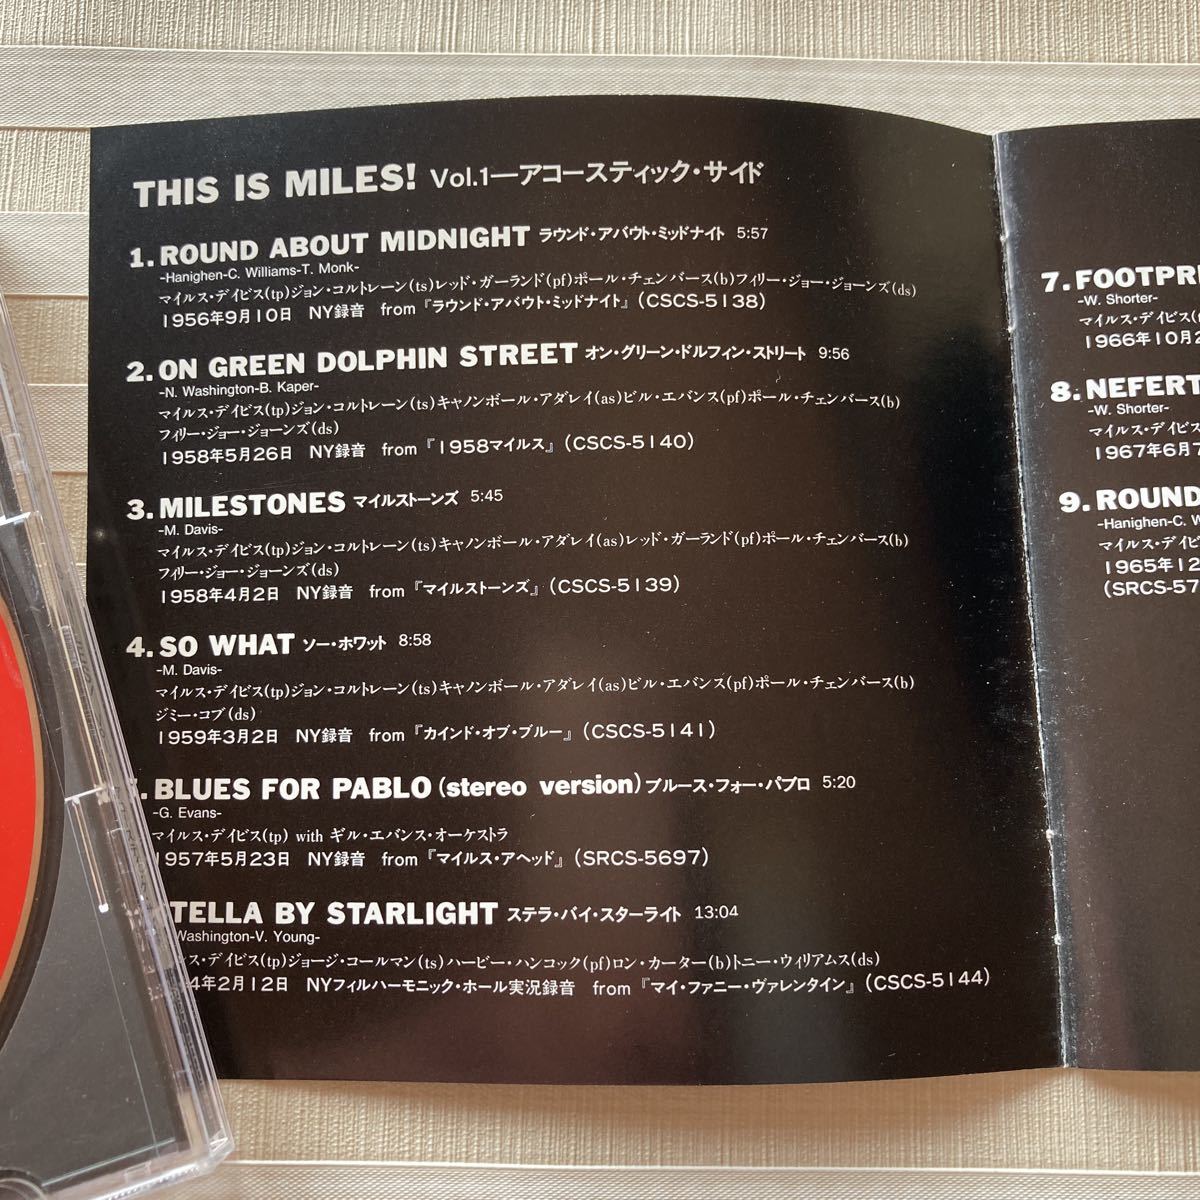 THIS IS MILES! Vol.1—アコースティック・サイド
1. ROUND ABOUT MIDNIGHT ラウンド・アバウト・ミッドナイト 5:57
-Hanighen-C. Williams-T. Monk-
マイルス・デイビス(tp)ジョン・コルトレーン(ts)レッド・ガーランド(pf)ポール・チェンバース(b)フィリー・ジョー・ジョーンズ(ds)
1956年9月10日 NY録音 from『ラウンド・アバウト・ミッドナイト』(CSCS-5138)
2. ON GREEN DOLPHIN STREET オン・グリーン・ドルフィン・ストリート 9:56
-N. Washington-B. Kaper-
マイルス・デイビス(tp)ジョン・コルトレーン(ts)キャノンボール・アダレイ(as)ビル・エバンス(pf)ポール・チェンバース(b)
フィリー・ジョー・ジョーンズ(ds)
1958年5月26日 NY録音 from『1958マイルス』(CSCS-5140)
3. MILESTONES マイルストーンズ 5:45
-M. Davis-
マイルス・デイビス(tp)ジョン・コルトレーン(ts)キャノンボール・アダレイ(as)レッド・ガーランド(pf)ポール・チェンバース(b)
フィリー・ジョー・ジョーンズ(ds)
1958年4月2日 NY録音 from『マイルストーンズ』(CSCS-5139)
4. SO WHAT ソー・ホワット 8:58
-M. Davis-
マイルス・デイビス(tp)ジョン・コルトレーン(ts)キャノンボール・アダレイ(as)ビル・エバンス(pf)ポール・チェンバース(b)
ジミー・コブ(ds)
1959年3月2日 NY録音 from『カインド・オブ・ブルー』(CSCS-5141)
. BLUES FOR PABLO (stereo version) ブルース・フォー・パブロ 5:20
-G. Evans-
マイルス・デイビス(tp) with ギル・エバンス・オーケストラ
1957年5月23日 NY録音 from『マイルス・アヘッド』(SRCS-5697)
TELLA BY STARLIGHT ステラ・バイ・スターライト 13:04
Washington-V. Young-
ルス・デイビス(tp)ジョージ・コールマン(ts)ハービー・ハンコック(pf)ロン・カーター(b)トニー・ウィリアムス(ds)
4年2月12日 NYフィルハーモニック・ホール実況録音 from『マイ・ファニー・ヴァレンタイン』(CSCS-5144)
7. FOOTPRI
-W. Shorter-
マイルス・デイビス(t
1966年10月2
8. NEFERT
-W. Shorter-
マイルス・デイビス
1967年6月7
9. ROUND
-Hanighen-C. W
マイルス・デイビ
1965年12
(SRCS-57